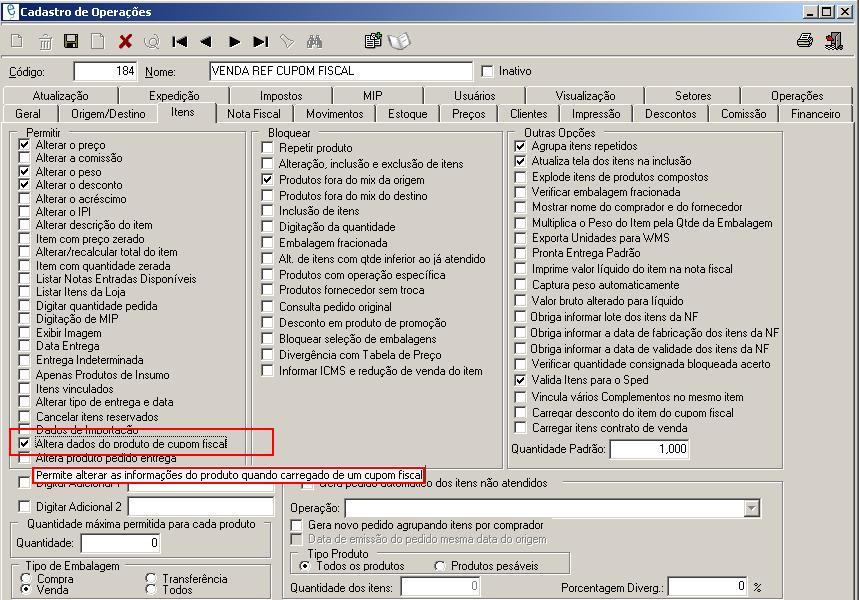 Cadastro de Operações
Código: 184 Nome: VENDA REF CUPOM FISCAL Inativo
Atualização Expedição Impostos MIP Usuários Visualização Setores Operações
Geral Origem/Destino Itens Nota Fiscal Movimentos Estoque Preços Clientes Impressão Descontos Comissão Financeiro
Permitir
Alterar o preço
Alterar a comissão
Alterar o peso
Alterar o desconto
Alterar o acréscimo
Alterar o IPI
Alterar descrição do item
Item com preço zerado
Alterar/recalcular total do item
Item com quantidade zerada
Listar Notas Entradas Disponíveis
Listar Itens da Loja
Digitar quantidade pedida
Digitação de MIP
Exibir Imagem
Data Entrega
Entrega Indeterminada
Apenas Produtos de Insumo
Itens vinculados
Alterar tipo de entrega e data
Cancelar itens reservados
Dados de Importação
Altera dados do produto de cupom fiscal
Altera produto pedido entrega
Permite alterar as informações do produto quando carregado de um cupom fiscal
Digitar Adicional 1
Digitar Adicional 2
Quantidade máxima permitida para cada produto
Quantidade: 0
Tipo de Embalagem
Compra Transferência
Venda Todos
Bloquear
Repetir produto
Alteração, inclusão e exclusão de itens
Produtos fora do mix da origem
Produtos fora do mix do destino
Inclusão de itens
Digitação da quantidade
Embalagem fracionada
Alt. de itens com qtde inferior ao já atendido
Produtos com operação específica
Produtos fornecedor sem troca
Consulta pedido original
Desconto em produto de promoção
Bloquear seleção de embalagens
Divergência com Tabela de Preço
Informar ICMS e redução de venda do item
Outras Opções
Agrupa itens repetidos
Atualiza tela dos itens na inclusão
Explode itens de produtos compostos
Verificar embalagem fracionada
Mostrar nome do comprador e do fornecedor
Multiplica o Peso do Item pela Qtde da Embalagem
Exporta Unidades para WMS
Pronta Entrega Padrão
Imprime valor líquido do item na nota fiscal
Captura peso automaticamente
Valor bruto alterado para líquido
Obriga informar lote dos itens da NF
Obriga informar a data de fabricação dos itens da NF
Obriga informar a data de validade dos itens da NF
Verificar quantidade consignada bloqueada acerto
Valida Itens para o Sped
Vincula vários Complementos no mesmo item
Carregar desconto do item do cupom fiscal
Carregar itens contrato de venda
Quantidade Padrão: 1,000
Gera pedido automático dos itens não atendidos
Operação:
Gera novo pedido agrupando itens por comprador
Data de emissão do pedido mesma data do origem
Tipo Produto
Todos os produtos Produtos pesáveis
Quantidade dos itens: 0 Porcentagem Diverg.: 0 %